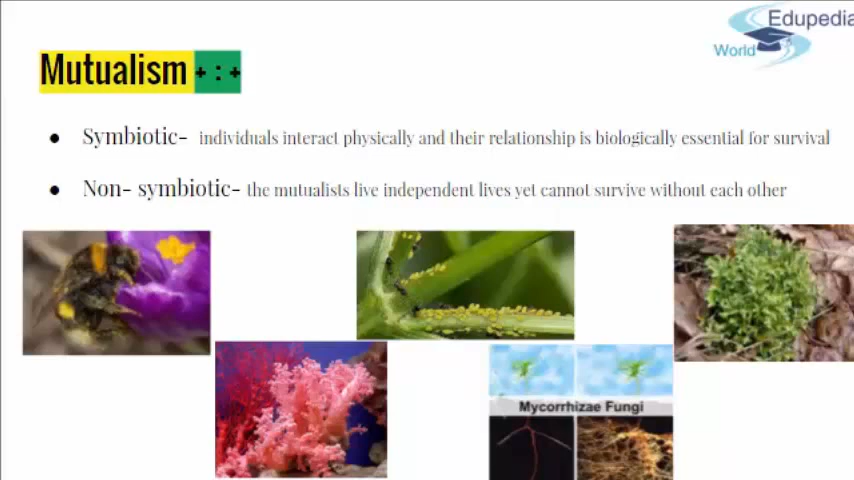 Edupedia
World
Mutualism + : +
● Symbiotic- individuals interact physically and their relationship is biologically essential for survival
● Non- symbiotic- the mutualists live independent lives yet cannot survive without each other
Mycorrhizae Fungi